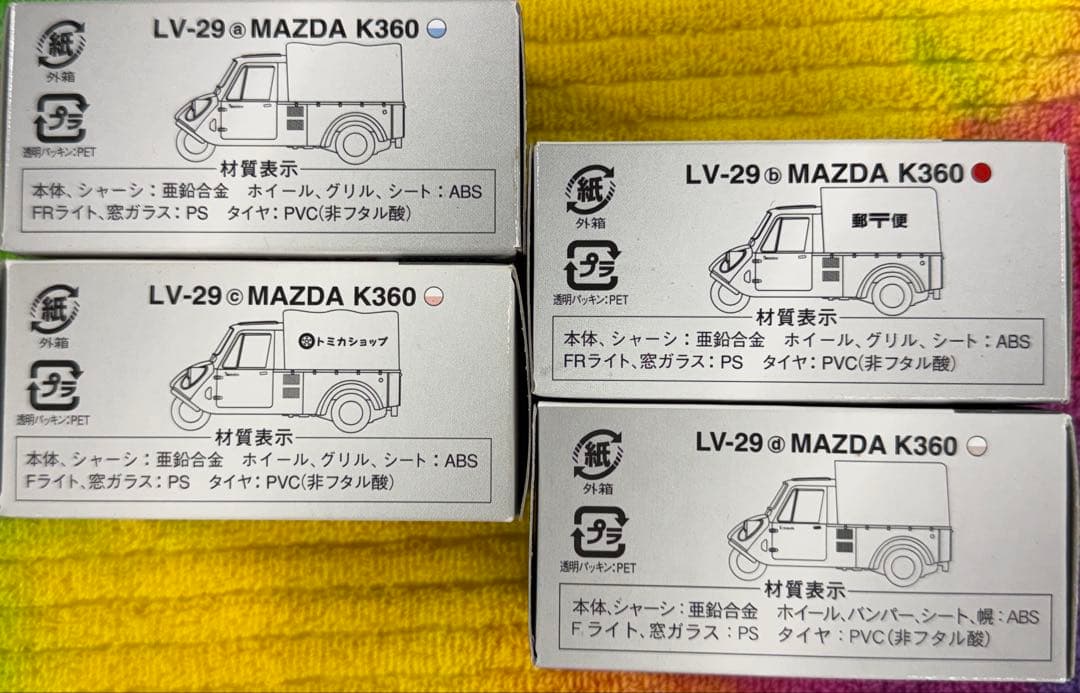 LV-29 ⓐ MAZDA K360
紙
外箱
プラ
透明パッキン:PET
材質表示
本体、シャーシ:亜鉛合金 ホイール、グリル、シート:ABS
FRライト、窓ガラス:PS タイヤ:PVC(非フタル酸)
LV-29 ⓑ MAZDA K360
紙
外箱
郵〒便
プラ
透明パッキン:PET
材質表示
本体、シャーシ:亜鉛合金 ホイール、グリル、シート:ABS
FRライト、窓ガラス:PS タイヤ:PVC(非フタル酸)
LV-29 ⓒ MAZDA K360
紙
外箱
トミカショップ
プラ
透明パッキン:PET
材質表示
本体、シャーシ:亜鉛合金 ホイール、グリル、シート:ABS
Fライト、窓ガラス:PS タイヤ:PVC(非フタル酸)
LV-29 ⓓ MAZDA K360
紙
外箱
プラ
透明パッキン:PET
材質表示
本体、シャーシ:亜鉛合金 ホイール、バンパー、シート、幌:ABS
F.ライト、窓ガラス:PS タイヤ:PVC(非フタル酸)